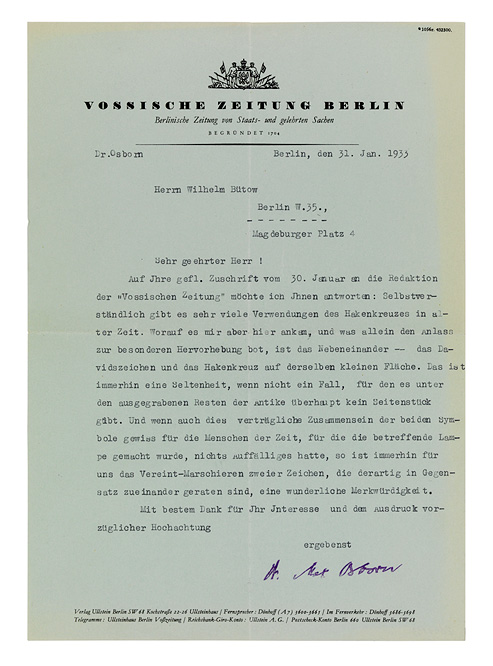 VOSSISCHE ZEITUNG BERLIN
Berlinische Zeitung von Staats- und gelehrten Sachen
BEGRÜNDET 1704
Dr.Osborn Berlin, den 31. Jan. 1933
Herrn Wilhelm Bütow
Berlin W.35.,
Magdeburger Platz 4
Sehr geehrter Herr !
Auf Jhre gefl. Zuschrift vom 30. Januar an die Redaktion
der "Vossischen Zeitung" möchte ich Jhnen antworten: Selbstver-
ständlich gibt es sehr viele Verwendungen des Hakenkreuzes in al-
ter Zeit. Worauf es mir aber hier ankam, und was allein den Anlass
zur besonderen Hervorhebung bot, ist das Nebeneinander — das Da-
vidszeichen und das Hakenkreuz auf derselben kleinen Fläche. Das ist
immerhin eine Seltenheit, wenn nicht ein Fall, für den es unter
den ausgegrabenen Resten der Antike überhaupt kein Seitenstück
gibt. Und wenn auch dies verträgliche Zusammensein der beiden Sym-
bole gewiss für die Menschen der Zeit, für die die betreffende Lam-
pe gemacht wurde, nichts Auffälliges hatte, so ist immerhin für
uns das Vereint-Marschieren zweier Zeichen, die derartig in Gegen-
satz zueinander geraten sind, eine wunderliche Merkwürdigkeit.
Mit bestem Dank für Jhr Jnteresse und dem Ausdruck vor-
züglicher Hochachtung
ergebenst
Dr. Max Osborn
Verlag Ullstein Berlin SW 68 Kochstraße 22-26 Ullsteinhaus / Fernsprecher: Dönhoff (A 7) 3600-3665 / Im Fernverkehr: Dönhoff 3686-3698
Telegramme: Ullsteinhaus Berlin Voßzeitung / Reichsbank-Giro-Konto: Ullstein A. G. / Postscheck-Konto Berlin 660 Ullstein Berlin SW 68